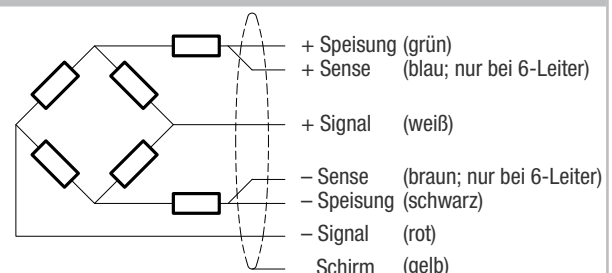 + Speisung (grün)
+ Sense (blau; nur bei 6-Leiter)
+ Signal (weiß)
– Sense (braun; nur bei 6-Leiter)
– Speisung (schwarz)
– Signal (rot)
Schirm (gelb)